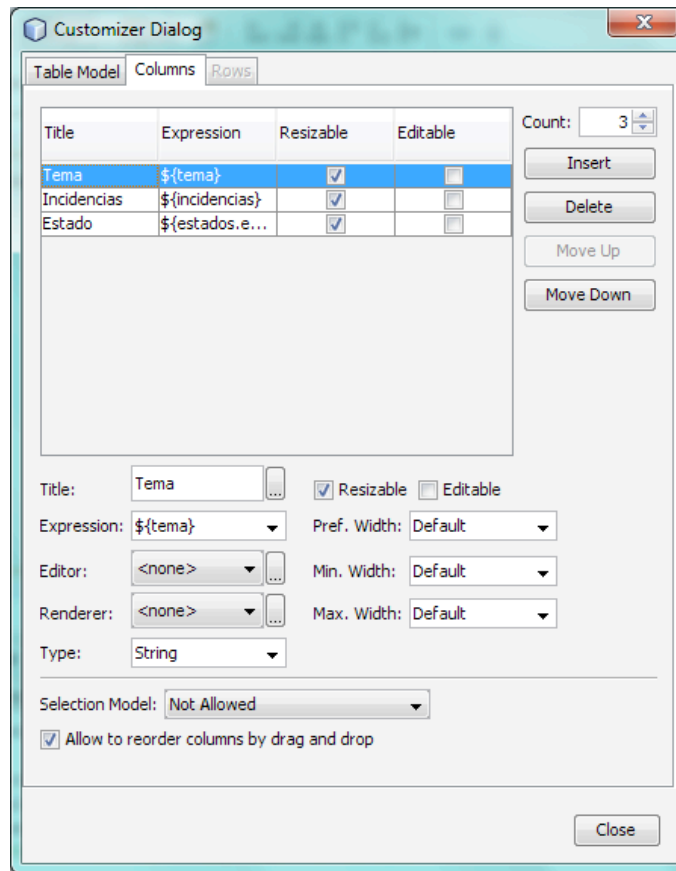 Customizer Dialog
Table Model Columns Rows
Title Expression Resizable Editable
Count: 3
Tema ${tema}
Incidencias ${incidencias}
Estado ${estados.e...
Insert
Delete
Move Up
Move Down
Title: Tema ... Resizable Editable
Expression: ${tema} Pref. Width: Default
Editor: <none> ... Min. Width: Default
Renderer: <none> ... Max. Width: Default
Type: String
Selection Model: Not Allowed
Allow to reorder columns by drag and drop
Close